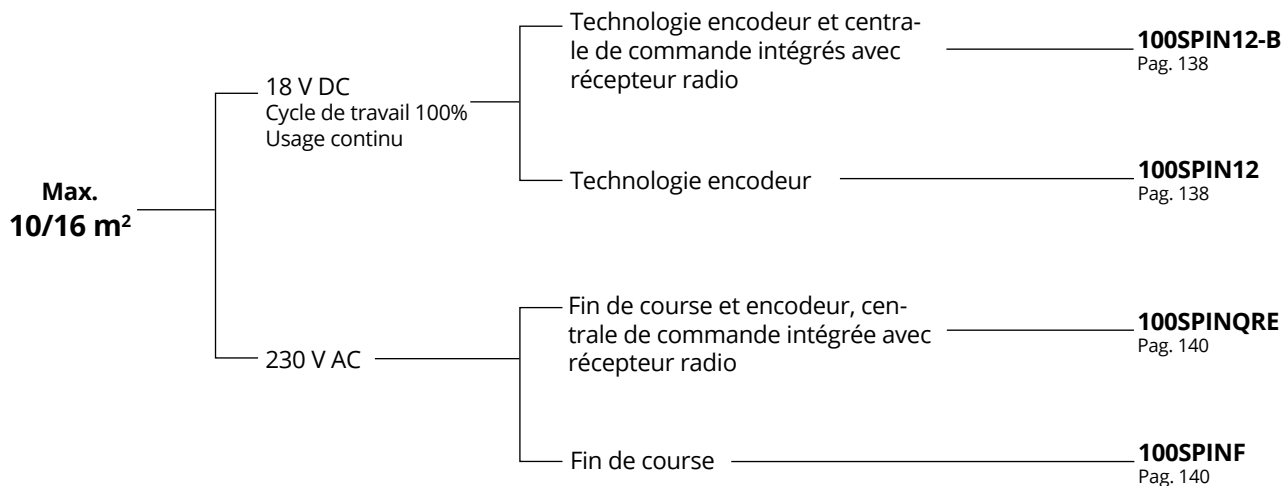 Max.
10/16 m²
18 V DC
Cycle de travail 100%
Usage continu
Technologie encodeur et centra-
le de commande intégrés avec
récepteur radio
100SPIN12-B
Pag. 138
Technologie encodeur
100SPIN12
Pag. 138
230 V AC
Fin de course et encodeur, cen-
trale de commande intégrée avec
récepteur radio
100SPINQRE
Pag. 140
Fin de course
100SPINF
Pag. 140